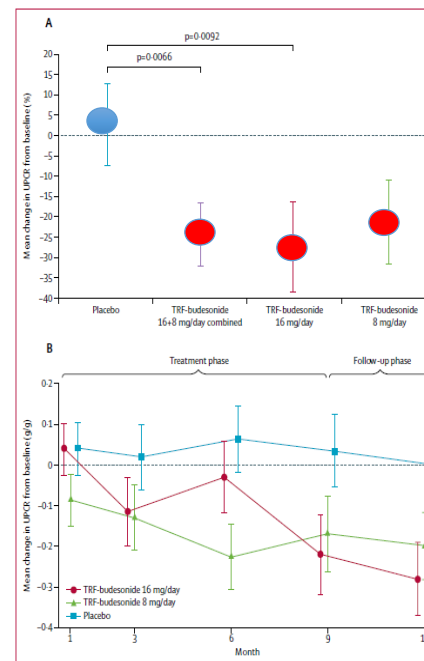 A
p=0·0092
p=0·0066
Mean change in UPCR from baseline (%)
20
15
10
5
0
−5
−10
−15
−20
−25
−30
−35
−40
Placebo
TRF-budesonide
16+8 mg/day combined
TRF-budesonide
16 mg/day
TRF-budesonide
8 mg/day
B
Treatment phase
Follow-up phase
Mean change in UPCR from baseline (g/g)
0·2
0·1
0
−0·1
−0·2
−0·3
−0·4
TRF-budesonide 16 mg/day
TRF-budesonide 8 mg/day
Placebo
1
3
6
9
Month